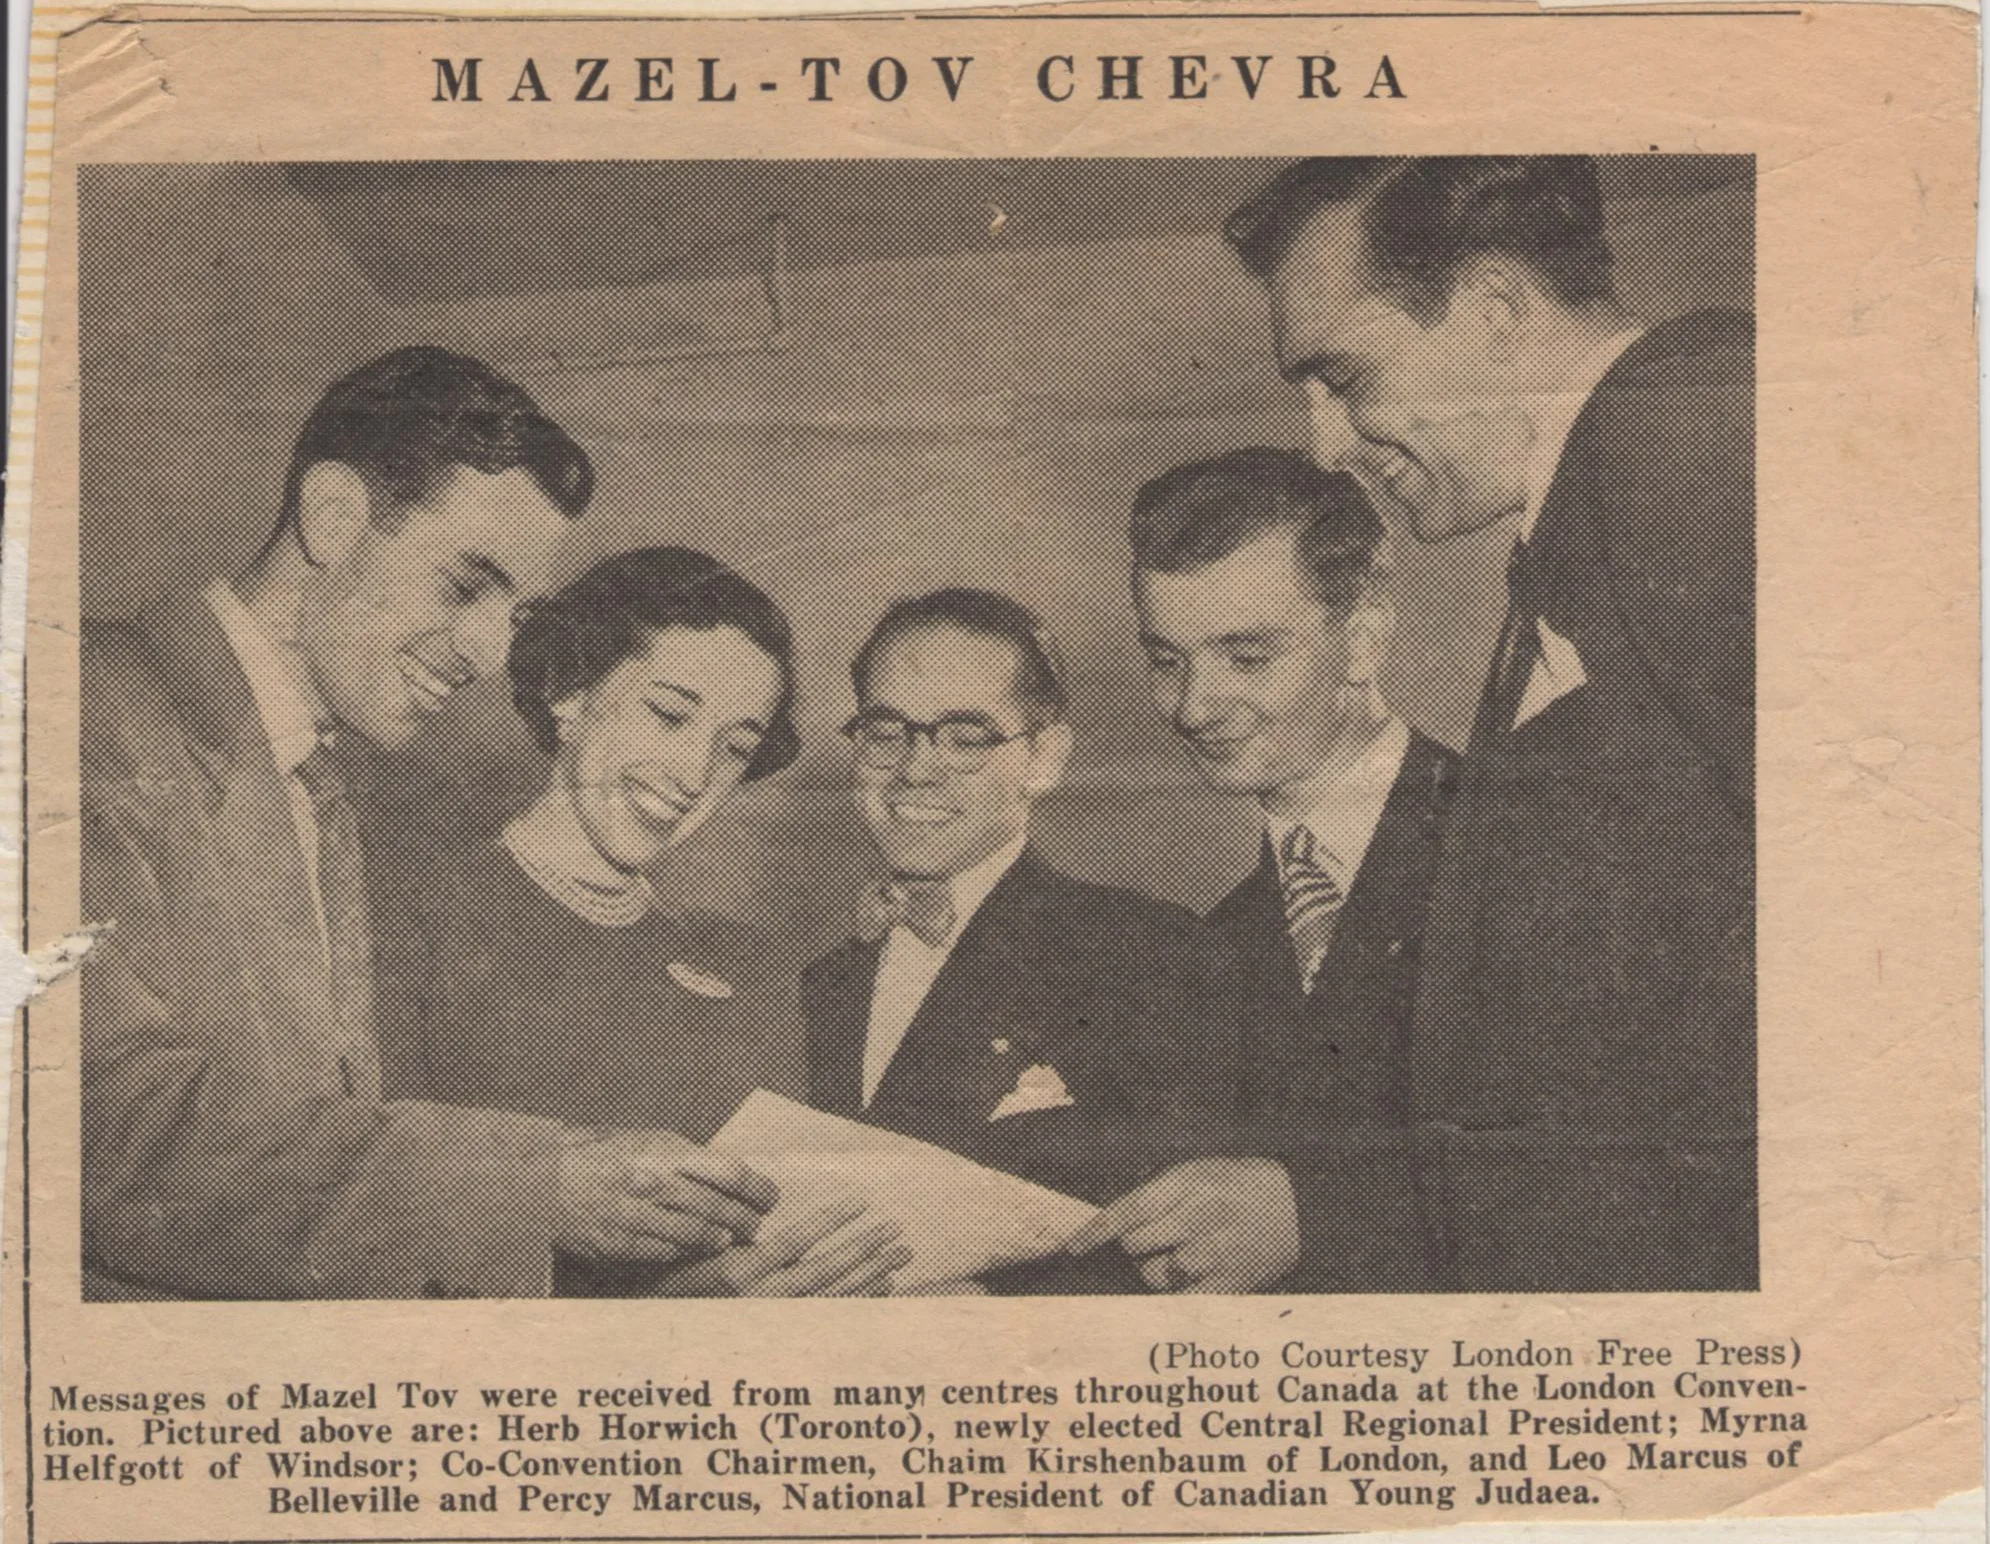 MAZEL-TOV CHEVRA
(Photo Courtesy London Free Press)
Messages of Mazel Tov were received from many centres throughout Canada at the London Conven-
tion. Pictured above are: Herb Horwich (Toronto), newly elected Central Regional President; Myrna
Helfgott of Windsor; Co-Convention Chairmen, Chaim Kirshenbaum of London, and Leo Marcus of
Belleville and Percy Marcus, National President of Canadian Young Judaea.